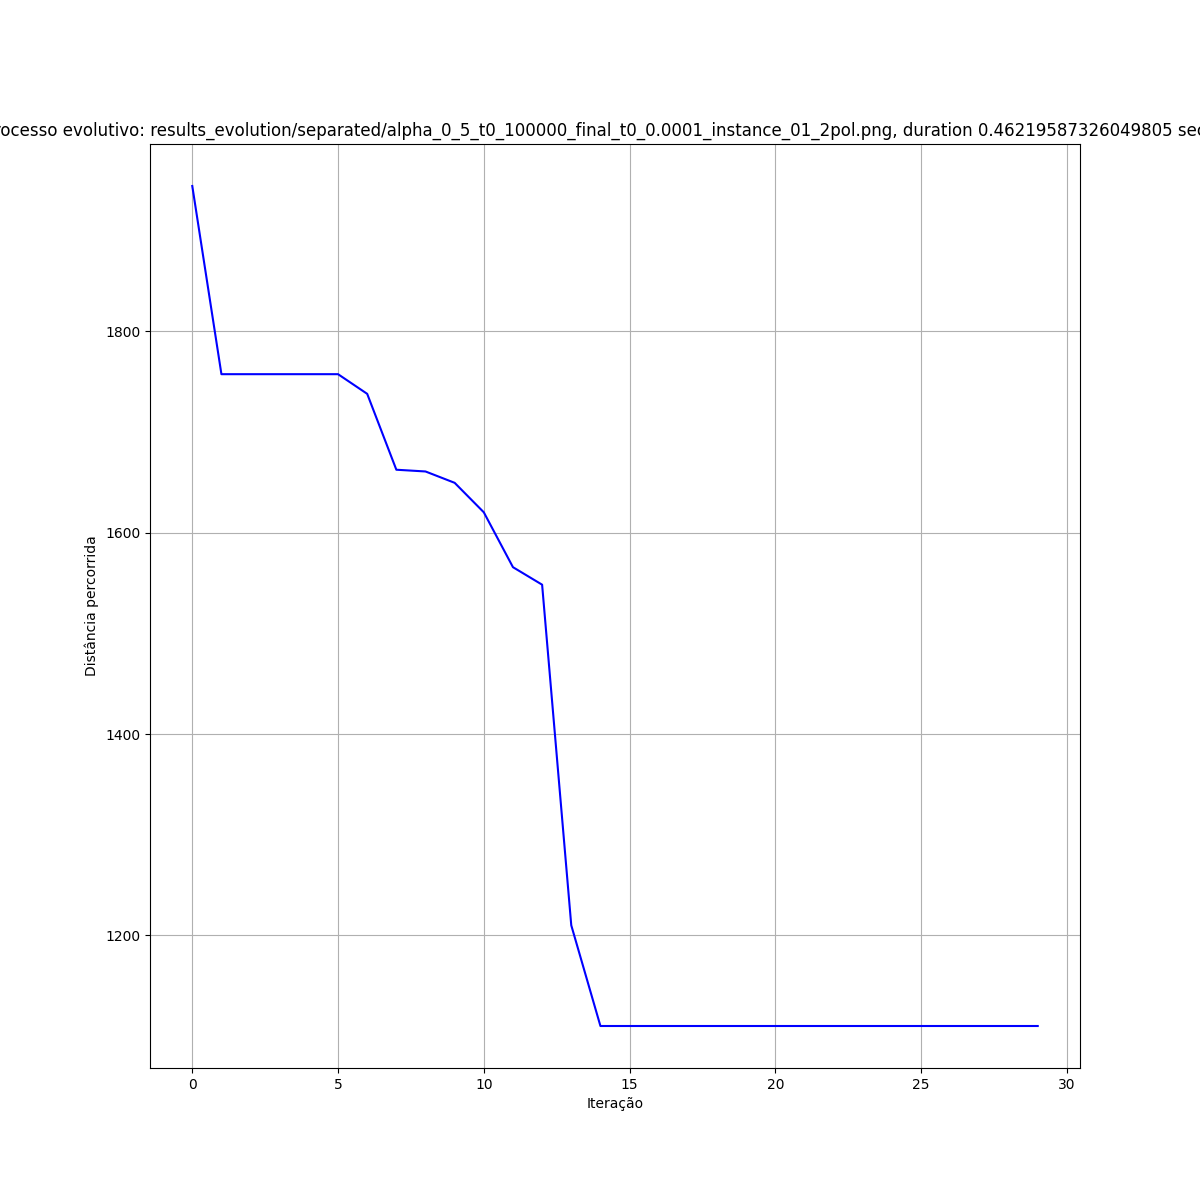 ocesso evolutivo: results_evolution/separated/alpha_0_5_t0_100000_final_t0_0.0001_instance_01_2pol.png, duration 0.46219587326049805 sec
1800
1600
1400
1200
Distância percorrida
0 5 10 15 20 25 30
Iteração